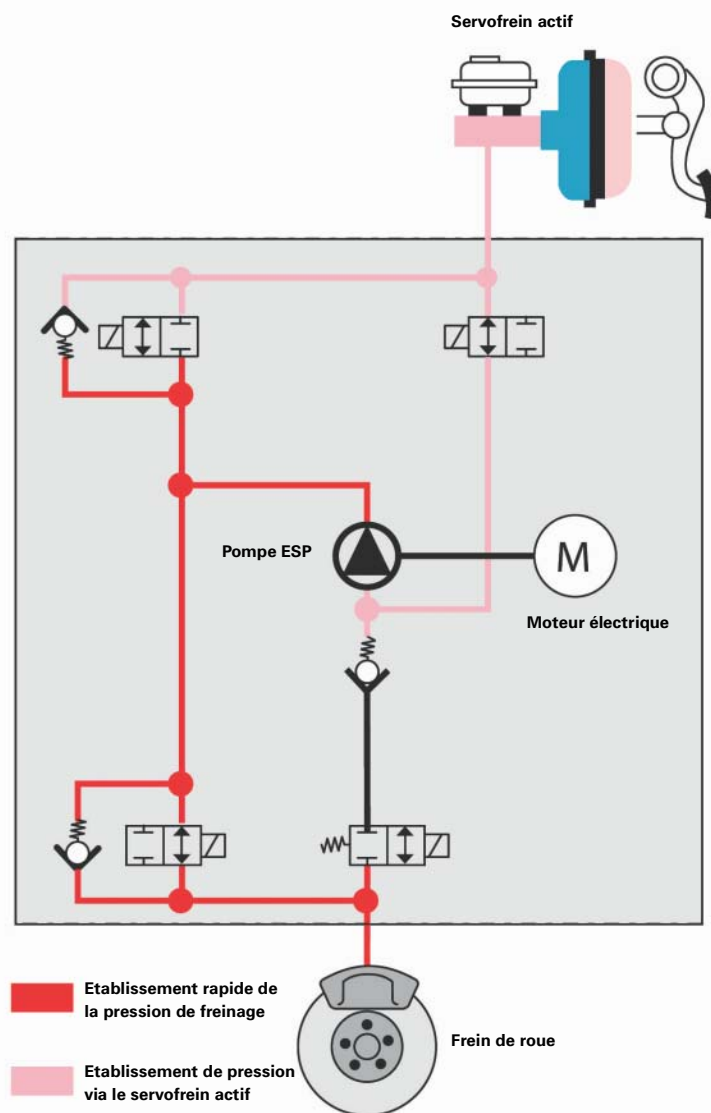 Servofrein actif
Pompe ESP
M
Moteur électrique
Etablissement rapide de
la pression de freinage
Frein de roue
Etablissement de pression
via le servofrein actif